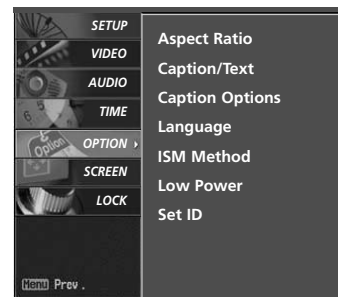 SETUP
VIDEO
AUDIO
TIME
OPTION
SCREEN
LOCK
Menu Prev.
Aspect Ratio
Caption/Text
Caption Options
Language
ISM Method
Low Power
Set ID